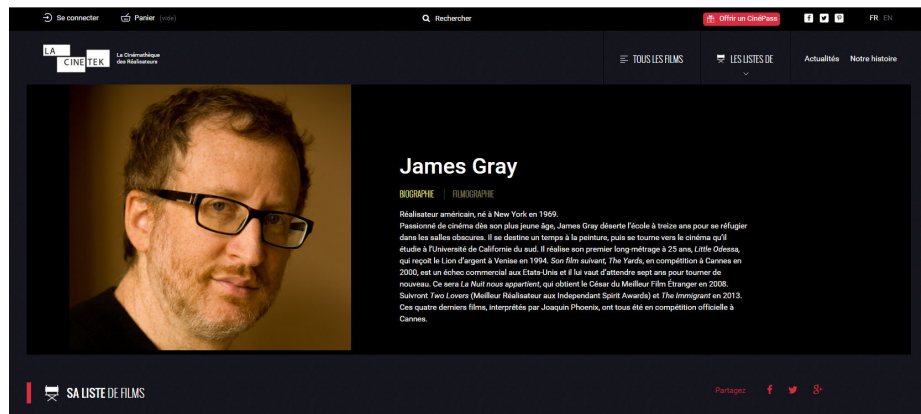 Se connecter Panier (vide) Rechercher Offrir un CinéPass FR EN
LA CINETEK
La Cinémathèque
des Réalisateurs
TOUS LES FILMS LES LISTES DE Actualités Notre histoire
James Gray
BIOGRAPHIE FILMOGRAPHIE
Réalisateur américain, né à New York en 1969.
Passionné de cinéma dès son plus jeune âge, James Gray déserte l'école à treize ans pour se réfugier
dans les salles obscures. Il se destine un temps à la peinture, puis se tourne vers le cinéma qu'il
étudie à l'Université de Californie du sud. Il réalise son premier long-métrage à 25 ans, Little Odessa,
qui reçoit le Lion d'argent à Venise en 1994. Son film suivant, The Yards, en compétition à Cannes en
2000, est un échec commercial aux Etats-Unis et il lui vaut d'attendre sept ans pour tourner de
nouveau. Ce sera La Nuit nous appartient, qui obtient le César du Meilleur Film Étranger en 2008.
Suivront Two Lovers (Meilleur Réalisateur aux Independant Spirit Awards) et The Immigrant en 2013.
Ces quatre derniers films, interprétés par Joaquin Phoenix, ont tous été en compétition officielle à
Cannes.
SA LISTE DE FILMS Partagez